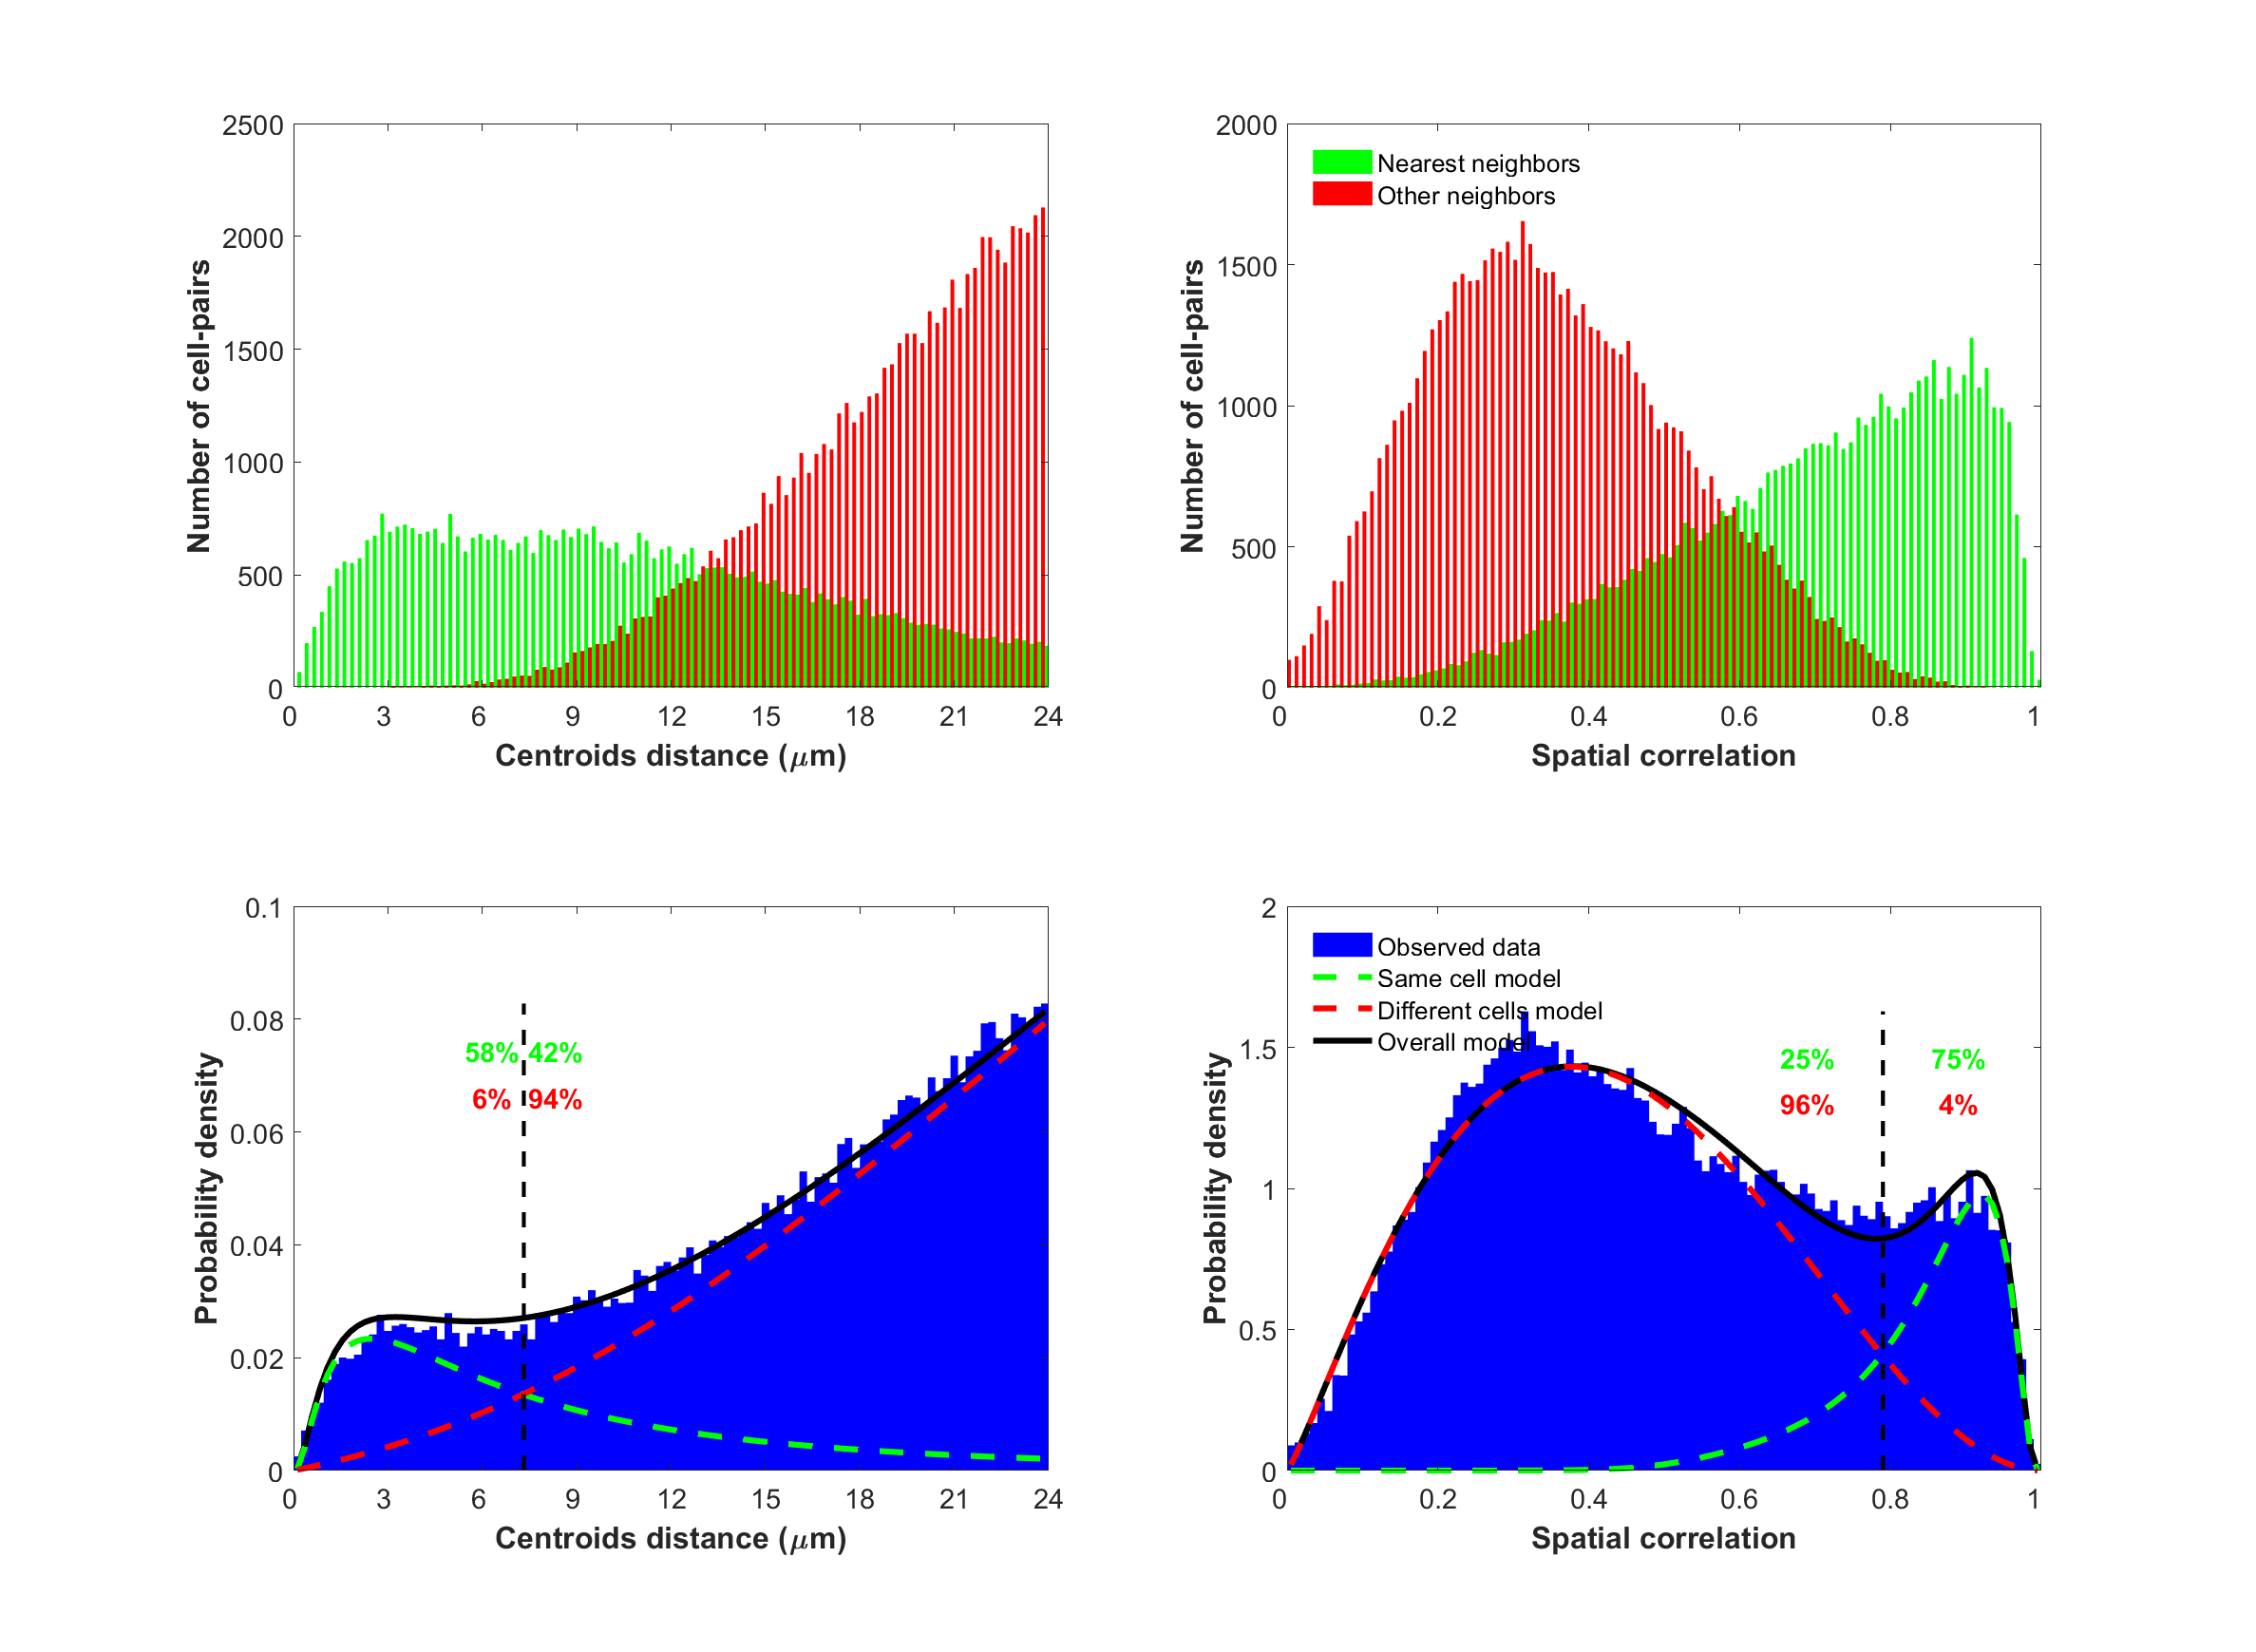 2500
2000
1500
1000
500
0
0 3 6 9 12 15 18 21 24
Number of cell-pairs
Centroids distance (μm)
2000
1500
1000
500
0
0 0.2 0.4 0.6 0.8 1
Number of cell-pairs
Spatial correlation
Nearest neighbors
Other neighbors
0.1
0.08
0.06
0.04
0.02
0
0 3 6 9 12 15 18 21 24
Probability density
Centroids distance (μm)
58% 42%
6% 94%
2
1.5
1
0.5
0
0 0.2 0.4 0.6 0.8 1
Probability density
Spatial correlation
Observed data
Same cell model
Different cells model
Overall model
25% 75%
96% 4%